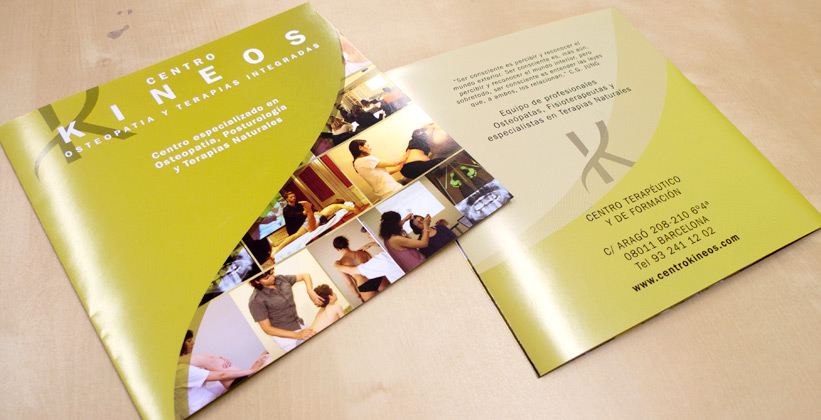 CENTRO
KINEOS
OSTEOPATIA Y TERAPIAS INTEGRADAS
Centro especializado en
Osteopatia, Posturologia
y Terapias Naturales
"Ser consciente es percibir y reconocer el
mundo exterior. Ser consciente es, más aún,
percibir y reconocer el mundo interior, pero
sobretodo, ser consciente es entender las leyes
que, a ambos, los relacionan." C.G. JUNG
Equipo de profesionales
Osteópatas, Fisioterapeutas y
especialistas en Terapias Naturales
CENTRO TERAPÉUTICO
Y DE FORMACIÓN
C/ ARAGÓ 208-210 6º4ª
08011 BARCELONA
Tel 93 241 12 02
www.centrokineos.com